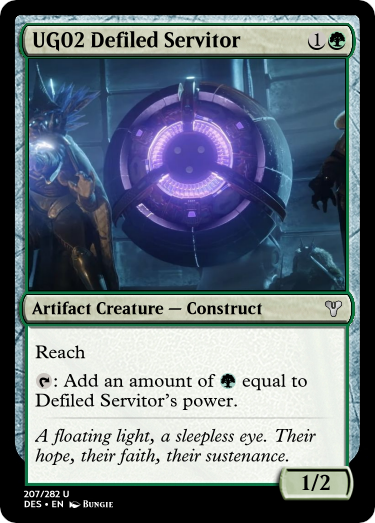 UG02 Defiled Servitor 1
Artifact Creature — Construct
Reach
: Add an amount of equal to
Defiled Servitor's power.
A floating light, a sleepless eye. Their
hope, their faith, their sustenance.
1/2
207/282 U
DES • EN Bungie